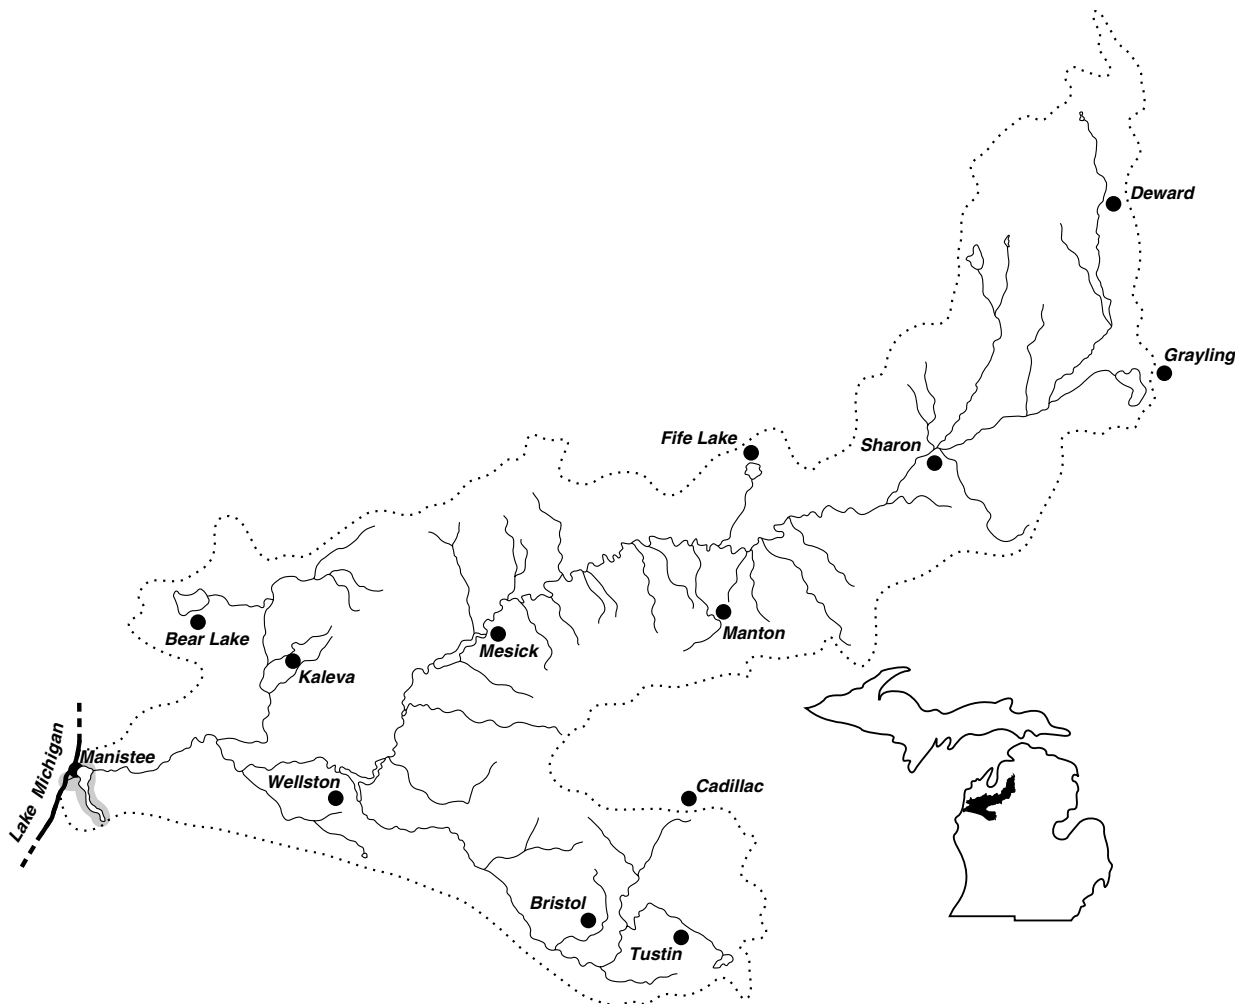 Deward
Grayling
Fife Lake
Sharon
Bear Lake
Manton
Mesick
Kaleva
Lake Michigan
Manistee
Wellston
Cadillac
Bristol
Tustin